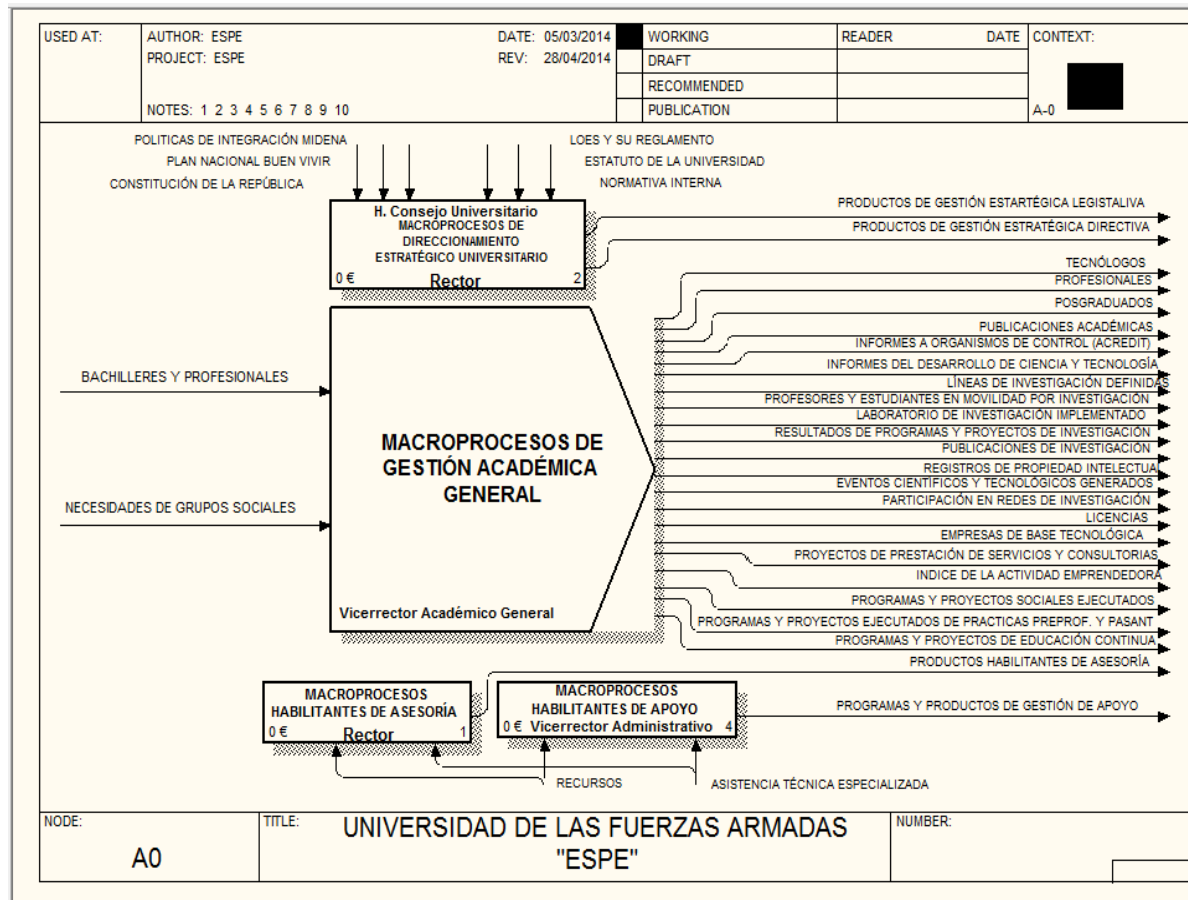 USED AT:
AUTHOR: ESPE
DATE: 05/03/2014
PROJECT: ESPE
REV: 28/04/2014
NOTES: 1 2 3 4 5 6 7 8 9 10
WORKING
DRAFT
RECOMMENDED
PUBLICATION
READER
DATE
CONTEXT:
A-0
POLITICAS DE INTEGRACIÓN MIDENA
PLAN NACIONAL BUEN VIVIR
CONSTITUCIÓN DE LA REPÚBLICA
LOES Y SU REGLAMENTO
ESTATUTO DE LA UNIVERSIDAD
NORMATIVA INTERNA
H. Consejo Universitario
MACROPROCESOS DE
DIRECCIONAMIENTO
ESTRATÉGICO UNIVERSITARIO
0 €
Rector
2
PRODUCTOS DE GESTIÓN ESTARTÉGICA LEGISTALIVA
PRODUCTOS DE GESTIÓN ESTRATÉGICA DIRECTIVA
BACHILLERES Y PROFESIONALES
NECESIDADES DE GRUPOS SOCIALES
MACROPROCESOS DE
GESTIÓN ACADÉMICA
GENERAL
Vicerrector Académico General
TECNÓLOGOS
PROFESIONALES
POSGRADUADOS
PUBLICACIONES ACADÉMICAS
INFORMES A ORGANISMOS DE CONTROL (ACREDIT)
INFORMES DEL DESARROLLO DE CIENCIA Y TECNOLOGÍA
LÍNEAS DE INVESTIGACIÓN DEFINIDAS
PROFESORES Y ESTUDIANTES EN MOVILIDAD POR INVESTIGACIÓN
LABORATORIO DE INVESTIGACIÓN IMPLEMENTADO
RESULTADOS DE PROGRAMAS Y PROYECTOS DE INVESTIGACIÓN
PUBLICACIONES DE INVESTIGACIÓN
REGISTROS DE PROPIEDAD INTELECTUAL
EVENTOS CIENTÍFICOS Y TECNOLÓGICOS GENERADOS
PARTICIPACIÓN EN REDES DE INVESTIGACIÓN
LICENCIAS
EMPRESAS DE BASE TECNOLÓGICA
PROYECTOS DE PRESTACIÓN DE SERVICIOS Y CONSULTORIAS
INDICE DE LA ACTIVIDAD EMPRENDEDORA
PROGRAMAS Y PROYECTOS SOCIALES EJECUTADOS
PROGRAMAS Y PROYECTOS EJECUTADOS DE PRACTICAS PREPROF. Y PASANT
PROGRAMAS Y PROYECTOS DE EDUCACIÓN CONTINUA
PRODUCTOS HABILITANTES DE ASESORÍA
MACROPROCESOS
HABILITANTES DE ASESORÍA
0 €
Rector
1
MACROPROCESOS
HABILITANTES DE APOYO
0 € Vicerrector Administrativo 4
PROGRAMAS Y PRODUCTOS DE GESTIÓN DE APOYO
RECURSOS
ASISTENCIA TÉCNICA ESPECIALIZADA
NODE:
A0
TITLE:
UNIVERSIDAD DE LAS FUERZAS ARMADAS
"ESPE"
NUMBER: